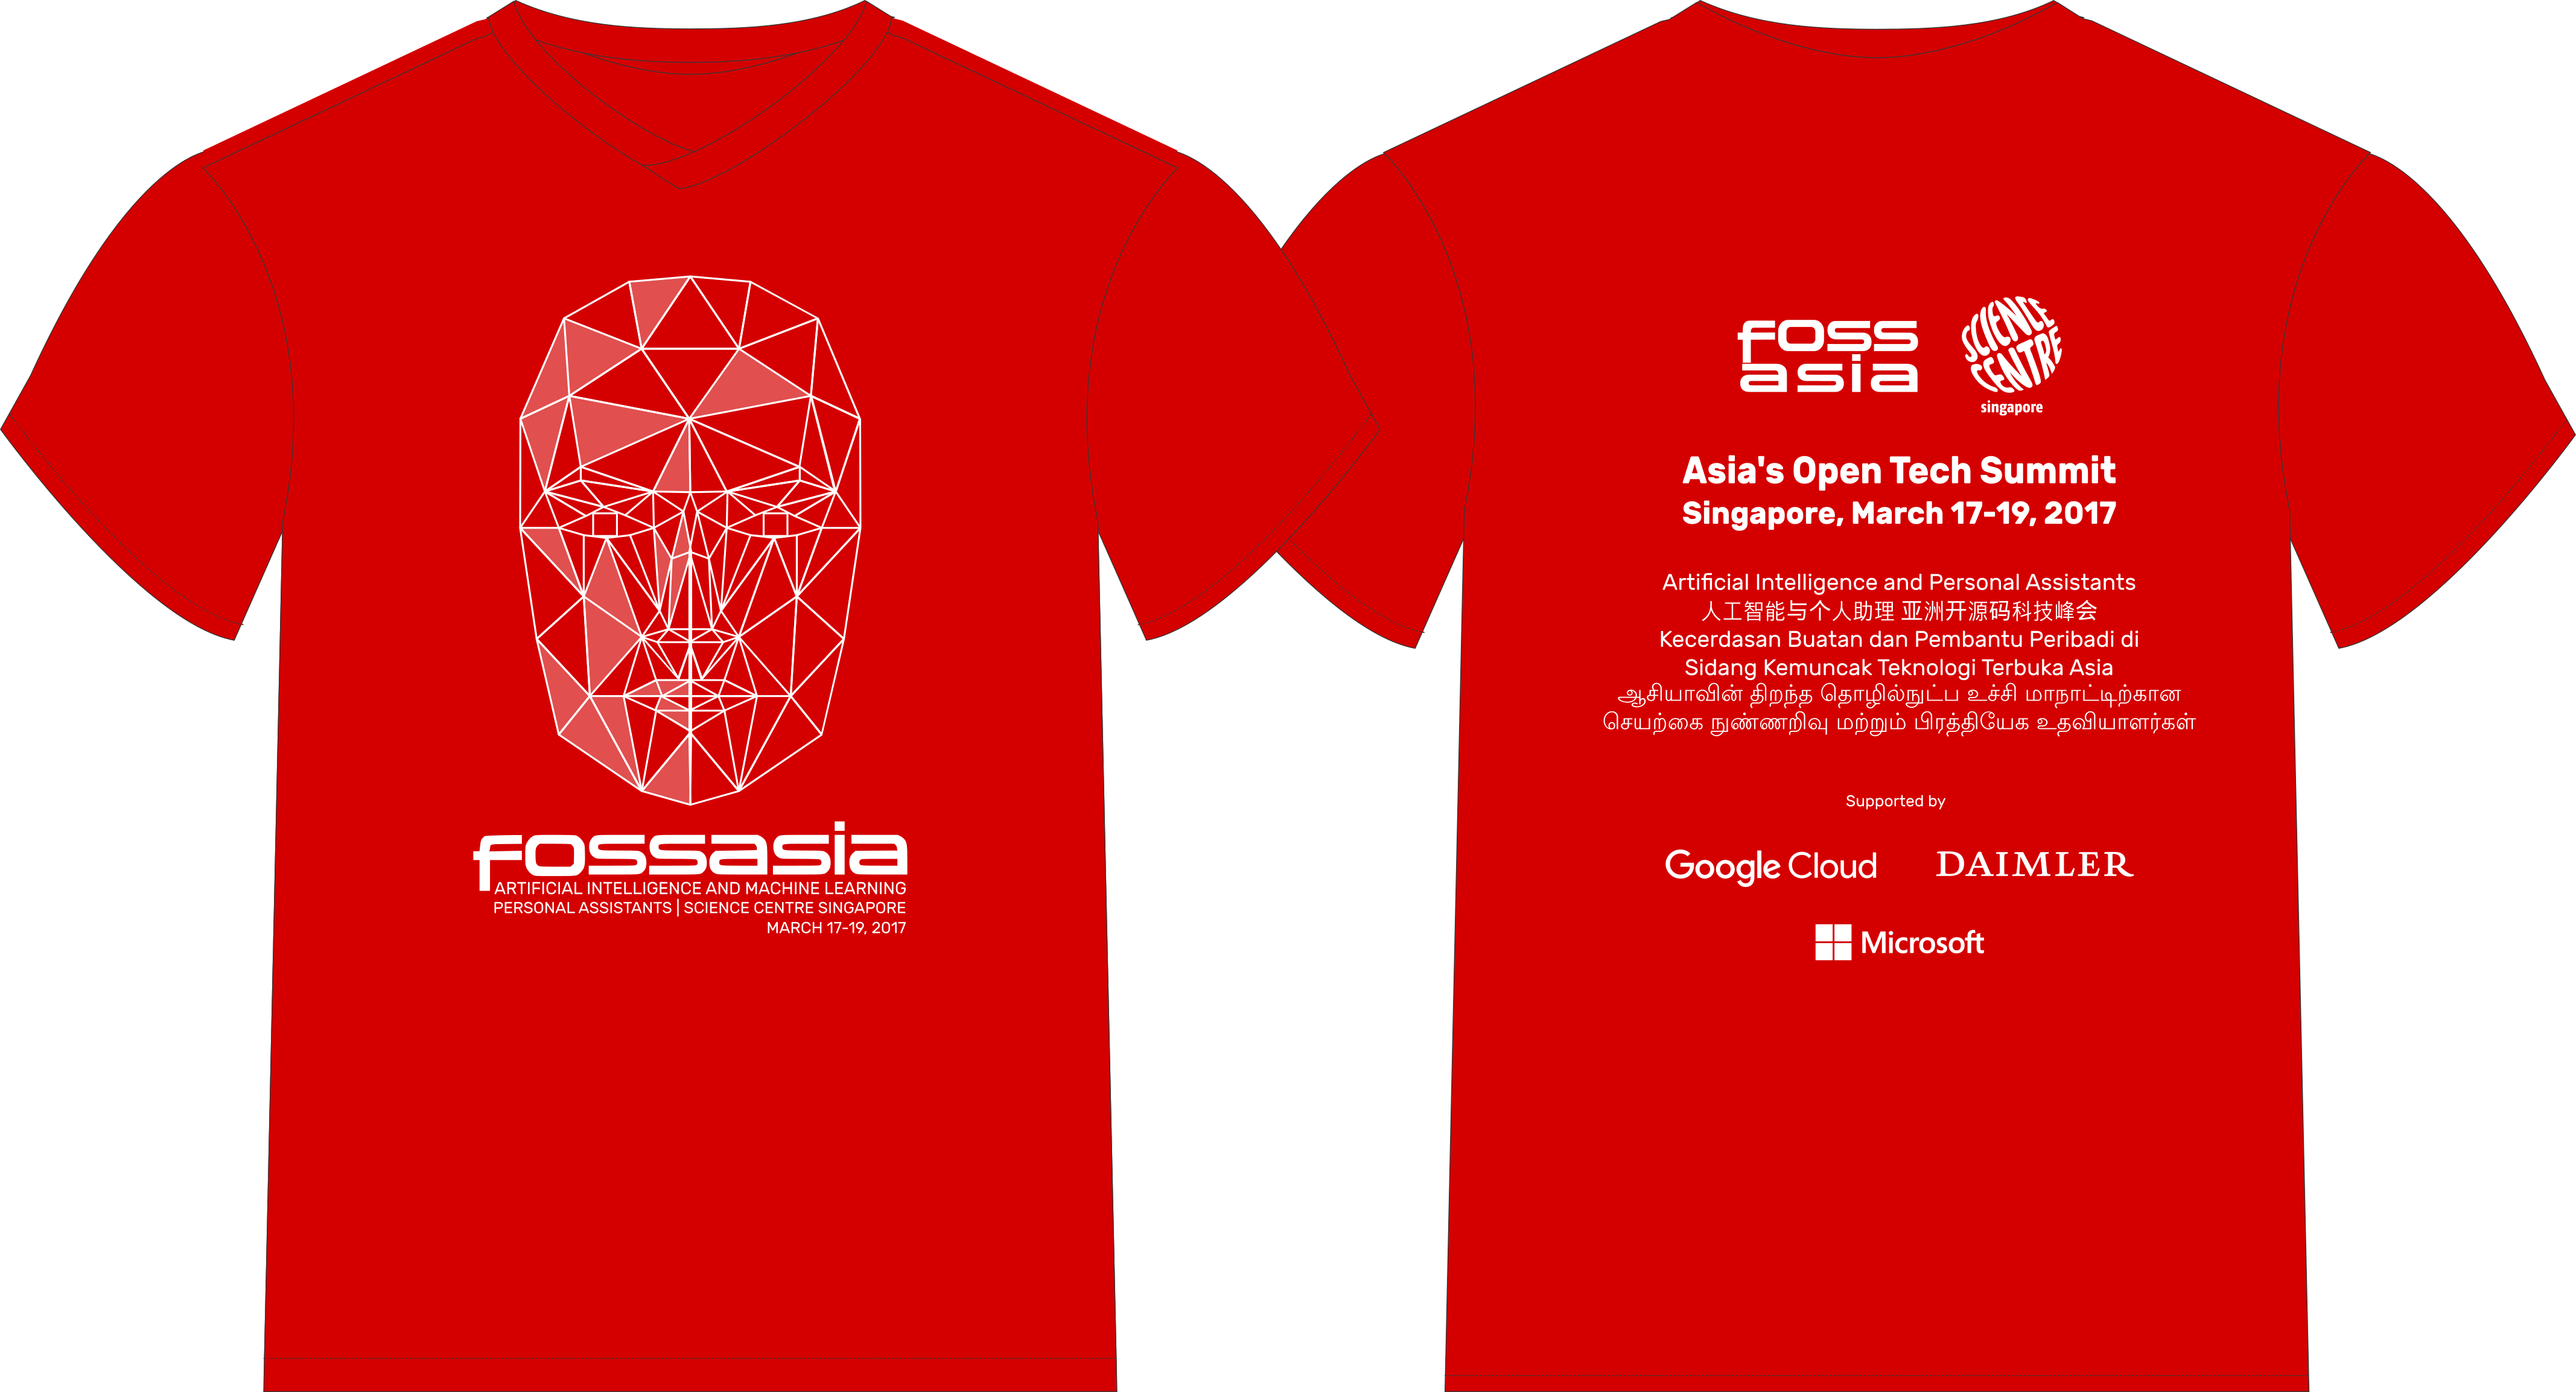 fossasia
ARTIFICIAL INTELLIGENCE AND MACHINE LEARNING
PERSONAL ASSISTANTS | SCIENCE CENTRE SINGAPORE
MARCH 17-19, 2017
foss
asia
SCIENCE
CENTRE
singapore
Asia's Open Tech Summit
Singapore, March 17-19, 2017
Artificial Intelligence and Personal Assistants
人工智能与个人助理 亚洲开源码科技峰会
Kecerdasan Buatan dan Pembantu Peribadi di
Sidang Kemuncak Teknologi Terbuka Asia
ஆசியாவின் திறந்த தொழில்நுட்ப உச்சி மாநாட்டிற்கான
செயற்கை நுண்ணறிவு மற்றும் பிரத்தியேக உதவியாளர்கள்
Supported by
Google Cloud
DAIMLER
Microsoft